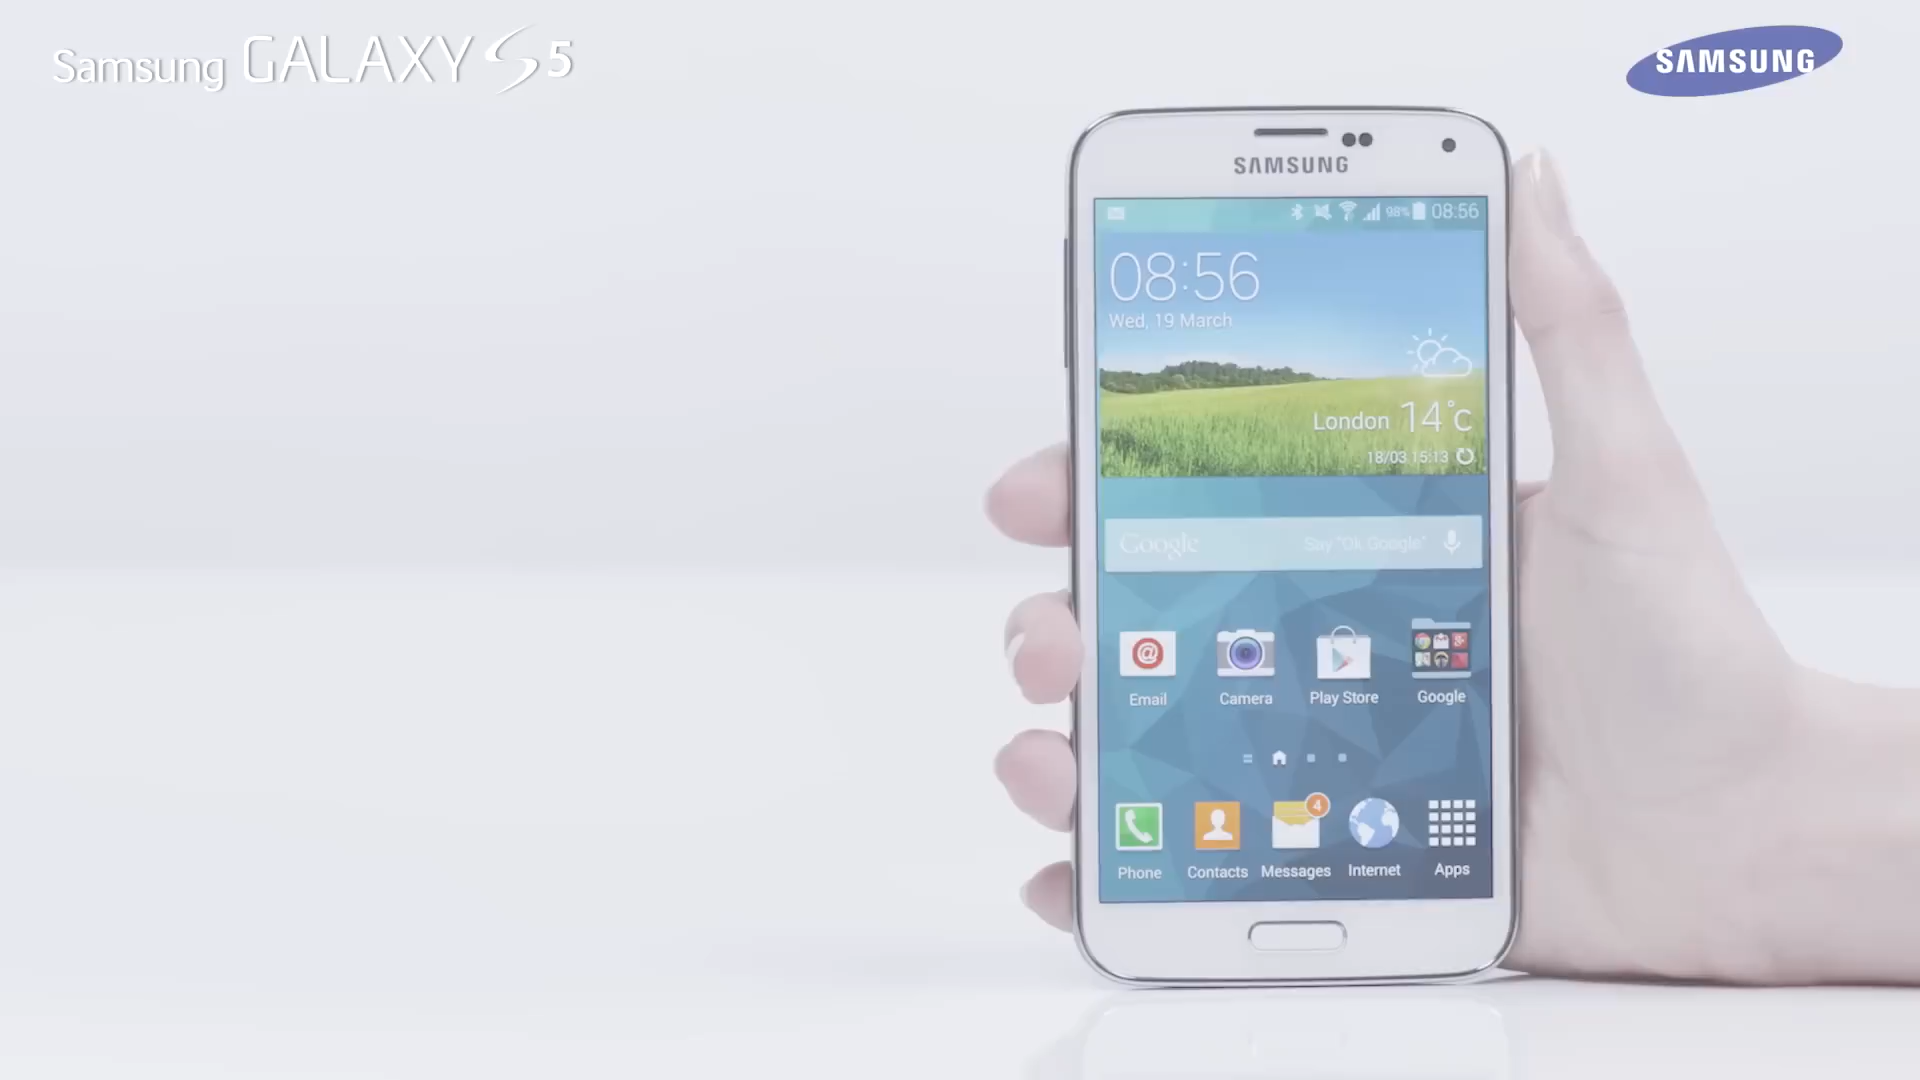 Samsung GALAXY S5
SAMSUNG
SAMSUNG
98% 08:56
08:56
Wed, 19 March
London 14°c
18/03 15:13
Google Say "Ok Google"
Email Camera Play Store Google
4
Phone Contacts Messages Internet Apps